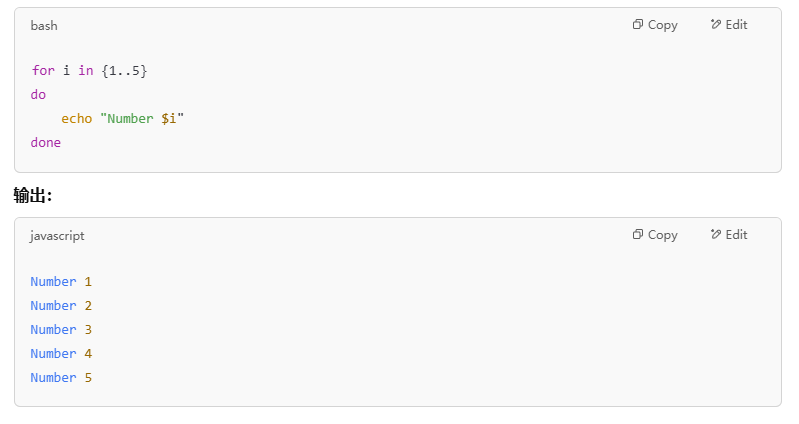 bash Copy Edit
for i in {1..5}
do
    echo "Number $i"
done
输出：
javascript Copy Edit
Number 1
Number 2
Number 3
Number 4
Number 5